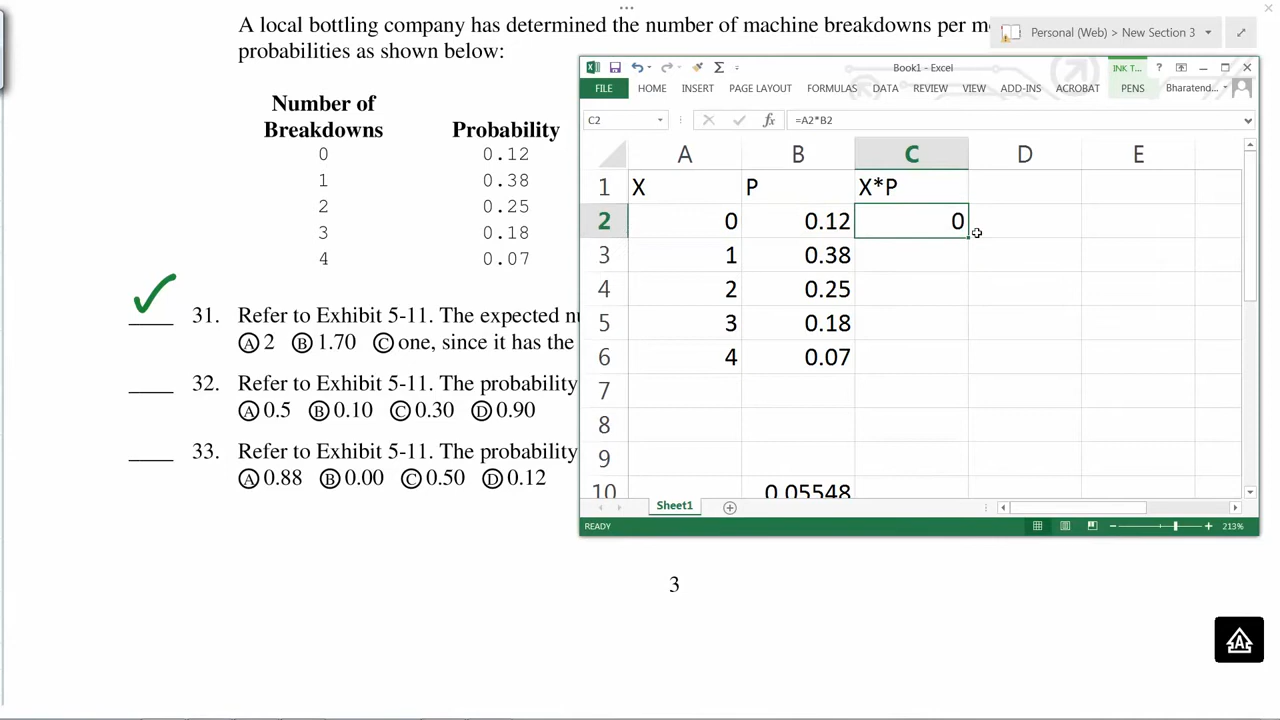 A local bottling company has determined the number of machine breakdowns per
probabilities as shown below:
Number of
Breakdowns Probability
0 0.12
1 0.38
2 0.25
3 0.18
4 0.07
31. Refer to Exhibit 5-11. The expected
A 2 B 1.70 C one, since it has the
32. Refer to Exhibit 5-11. The probability
A 0.5 B 0.10 C 0.30 D 0.90
33. Refer to Exhibit 5-11. The probability
A 0.88 B 0.00 C 0.50 D 0.12
3
Personal (Web) > New Section 3
Book1 - Excel
INK T...
?
FILE HOME INSERT PAGE LAYOUT FORMULAS DATA REVIEW VIEW ADD-INS ACROBAT PENS Bharatend...
C2 fx =A2*B2
A B C D E
1 X P X*P
2 0 0.12 0
3 1 0.38
4 2 0.25
5 3 0.18
6 4 0.07
7
8
9
10 0.05548
Sheet1
READY 213%
A